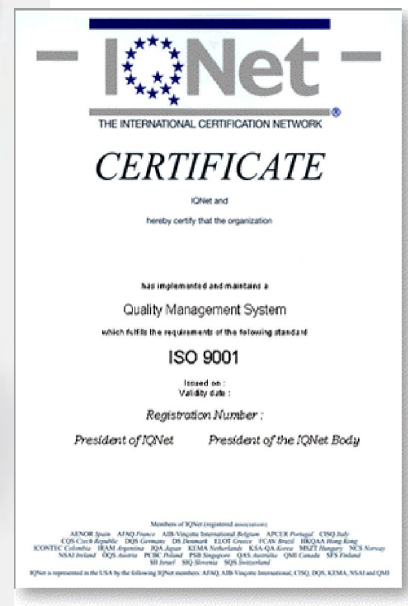 IQNet
®
THE INTERNATIONAL CERTIFICATION NETWORK
CERTIFICATE
IQNet and
hereby certify that the organization
has implemented and maintains a
Quality Management System
which fulfills the requirements of the following standard
ISO 9001
Issued on :
Validity date :
Registration Number :
President of IQNet President of the IQNet Body
Members of IQNet (registered association)
AENOR Spain AFAQ France AIB-Vinçotte International Belgium APCER Portugal CISQ Italy
CQS Czech Republic DQS Germany DS Denmark ELOT Greece FCAV Brazil HKQAA Hong Kong
ICONTEC Colombia IRAM Argentina JQA Japan KEMA Netherlands KSA-QA Korea MSZT Hungary NCS Norway
NSAI Ireland ÖQS Austria PCBC Poland PSB Singapore QAS Australia QMI Canada SFS Finland
SII Israel SIQ Slovenia SQS Switzerland
IQNet is represented in the USA by the following IQNet members: AFAQ, AIB-Vinçotte International, CISQ, DQS, KEMA, NSAI and QMI